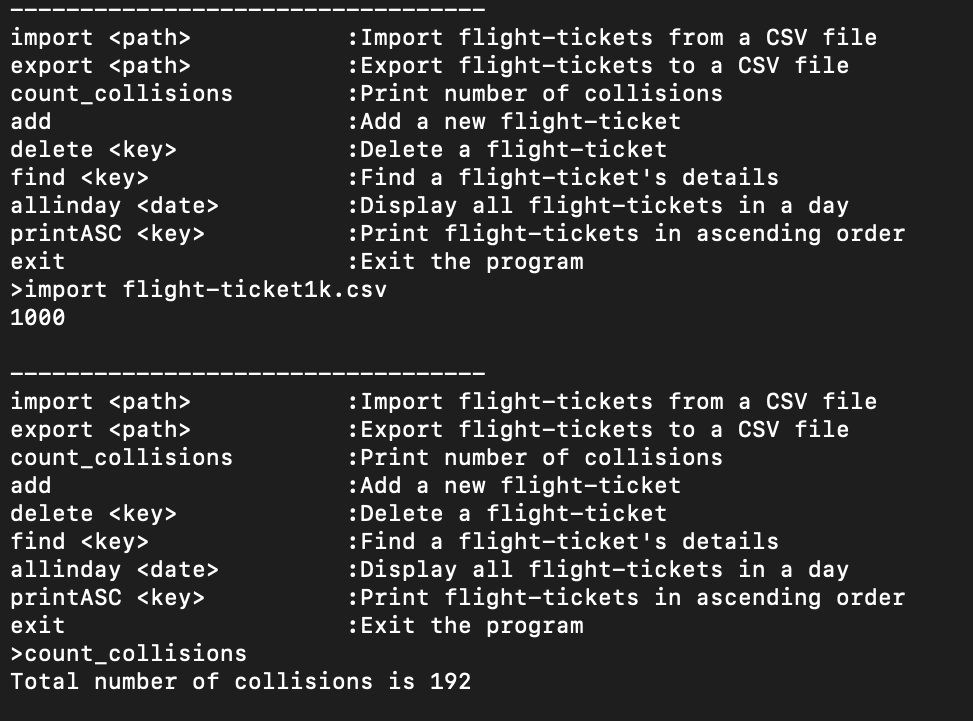 ----------------------------------
import <path>           :Import flight-tickets from a CSV file
export <path>           :Export flight-tickets to a CSV file
count_collisions        :Print number of collisions
add                     :Add a new flight-ticket
delete <key>            :Delete a flight-ticket
find <key>              :Find a flight-ticket's details
allinday <date>         :Display all flight-tickets in a day
printASC <key>          :Print flight-tickets in ascending order
exit                    :Exit the program
>import flight-ticket1k.csv
1000
----------------------------------
import <path>           :Import flight-tickets from a CSV file
export <path>           :Export flight-tickets to a CSV file
count_collisions        :Print number of collisions
add                     :Add a new flight-ticket
delete <key>            :Delete a flight-ticket
find <key>              :Find a flight-ticket's details
allinday <date>         :Display all flight-tickets in a day
printASC <key>          :Print flight-tickets in ascending order
exit                    :Exit the program
>count_collisions
Total number of collisions is 192